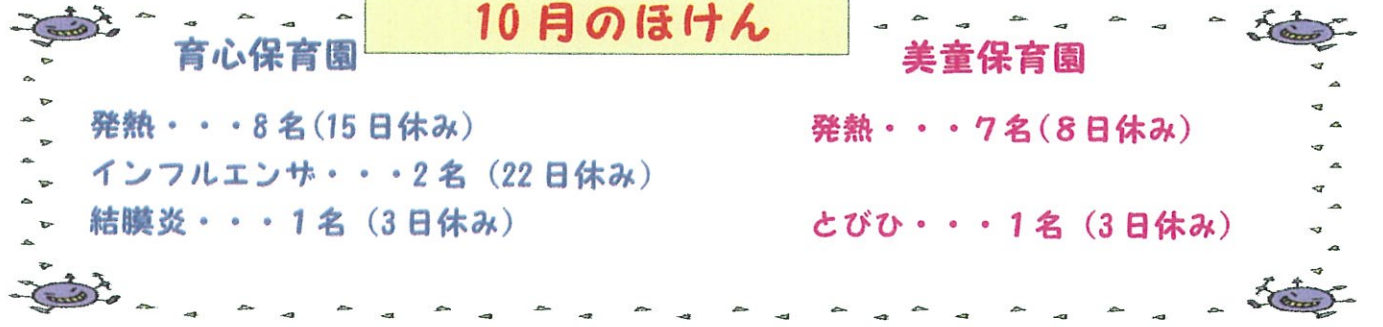 10月のほけん
育心保育園
発熱・・・8名(15日休み)
インフルエンザ・・・2名（22日休み）
結膜炎・・・1名（3日休み）
美童保育園
発熱・・・7名(8日休み)
とびひ・・・1名（3日休み）